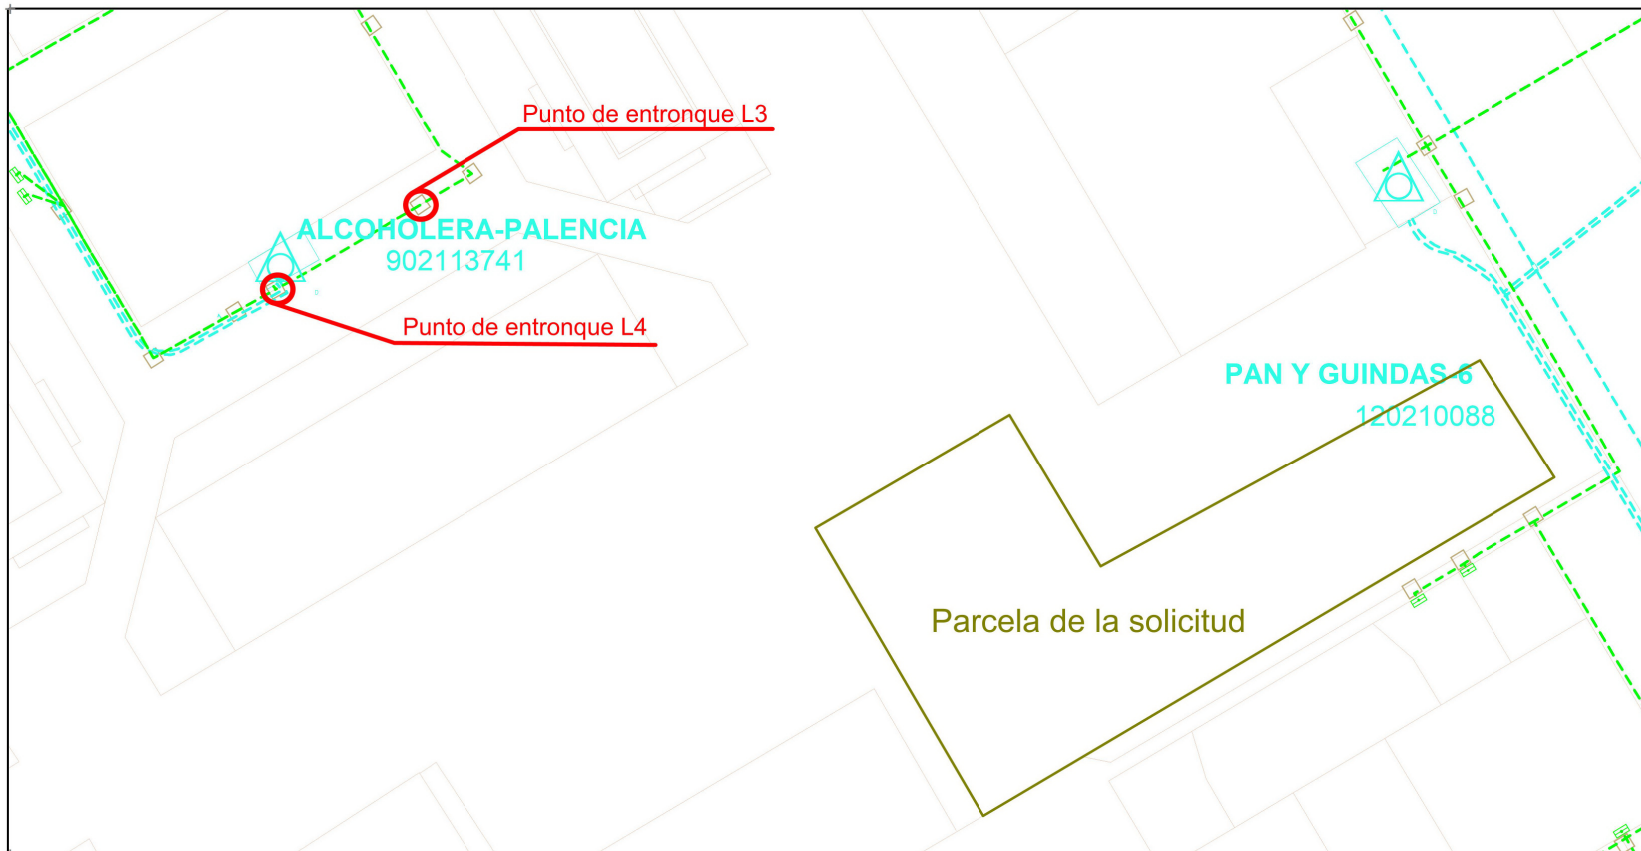 Punto de entronque L3
ALCOHOLERA-PALENCIA
902113741
Punto de entronque L4
PAN Y GUINDAS-6
120210088
Parcela de la solicitud